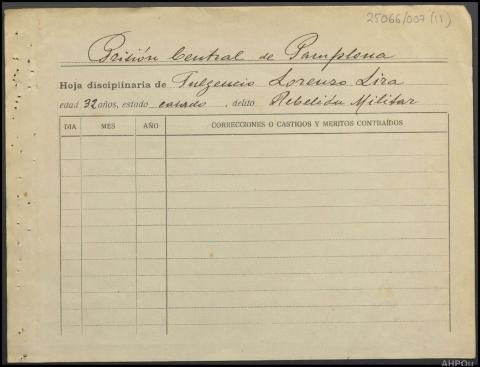 25066/007 (11)
Prisión Central de Pamplona
Hoja disciplinaria de Fulgencio Lorenzo Lira
edad 32 años, estado casado, delito Rebelión Militar
DIA MES AÑO CORRECCIONES O CASTIGOS Y MERITOS CONTRAÍDOS
AHPOu